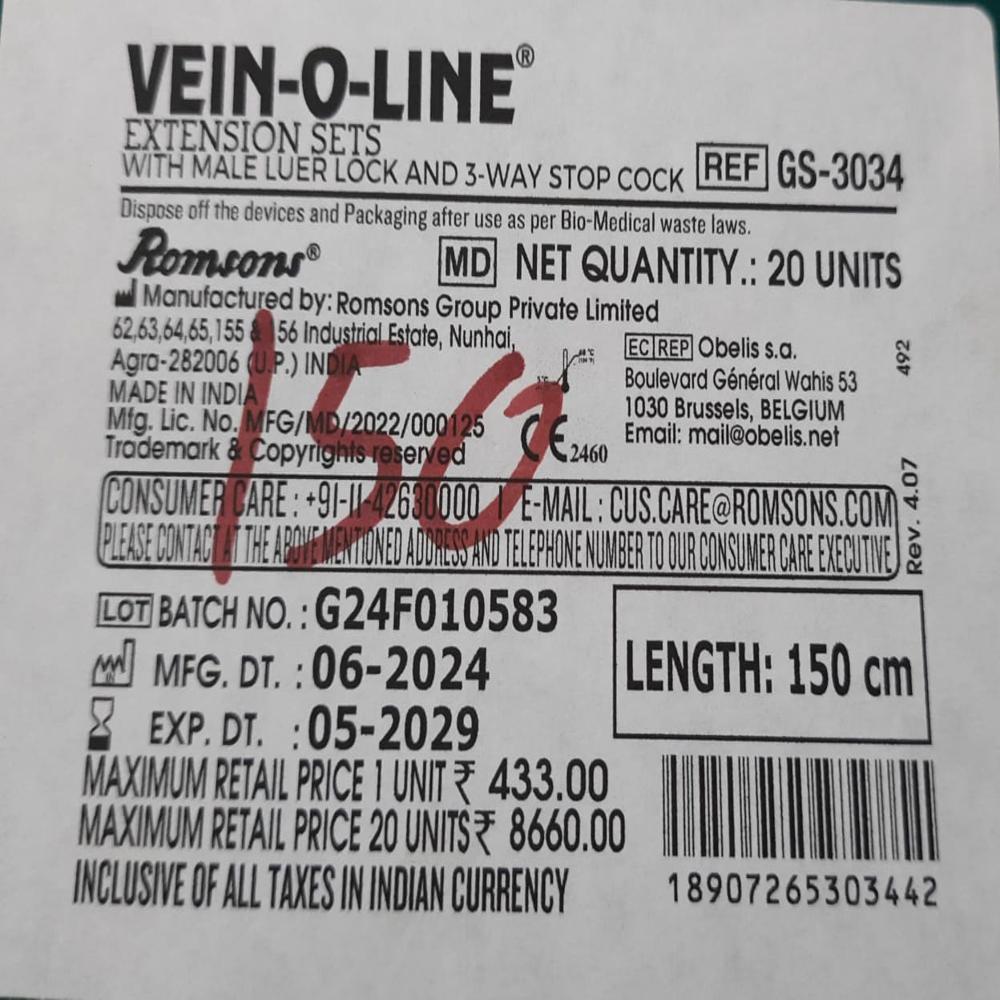 VEIN-O-LINE®
EXTENSION SETS
WITH MALE LUER LOCK AND 3-WAY STOP COCK REF GS-3034
Dispose off the devices and Packaging after use as per Bio-Medical waste laws.
Romsons® MD NET QUANTITY.: 20 UNITS
Manufactured by: Romsons Group Private Limited
62,63,64,65,155 & 156 Industrial Estate, Nunhai,
Agra-282006 (U.P.) INDIA
MADE IN INDIA
Mfg. Lic. No. MFG/MD/2022/000125
Trademark & Copyrights reserved
CE 2460
EC REP Obelis s.a.
Boulevard Général Wahis 53
1030 Brussels, BELGIUM
Email: mail@obelis.net
492
150
CONSUMER CARE : +91-11-42630000 | E-MAIL : CUS.CARE@ROMSONS.COM
PLEASE CONTACT AT THE ABOVE MENTIONED ADDRESS AND TELEPHONE NUMBER TO OUR CONSUMER CARE EXECUTIVE
Rev. 4.07
LOT BATCH NO. : G24F010583
MFG. DT. : 06-2024
EXP. DT. : 05-2029
LENGTH: 150 cm
MAXIMUM RETAIL PRICE 1 UNIT ₹ 433.00
MAXIMUM RETAIL PRICE 20 UNITS ₹ 8660.00
INCLUSIVE OF ALL TAXES IN INDIAN CURRENCY
18907265303442